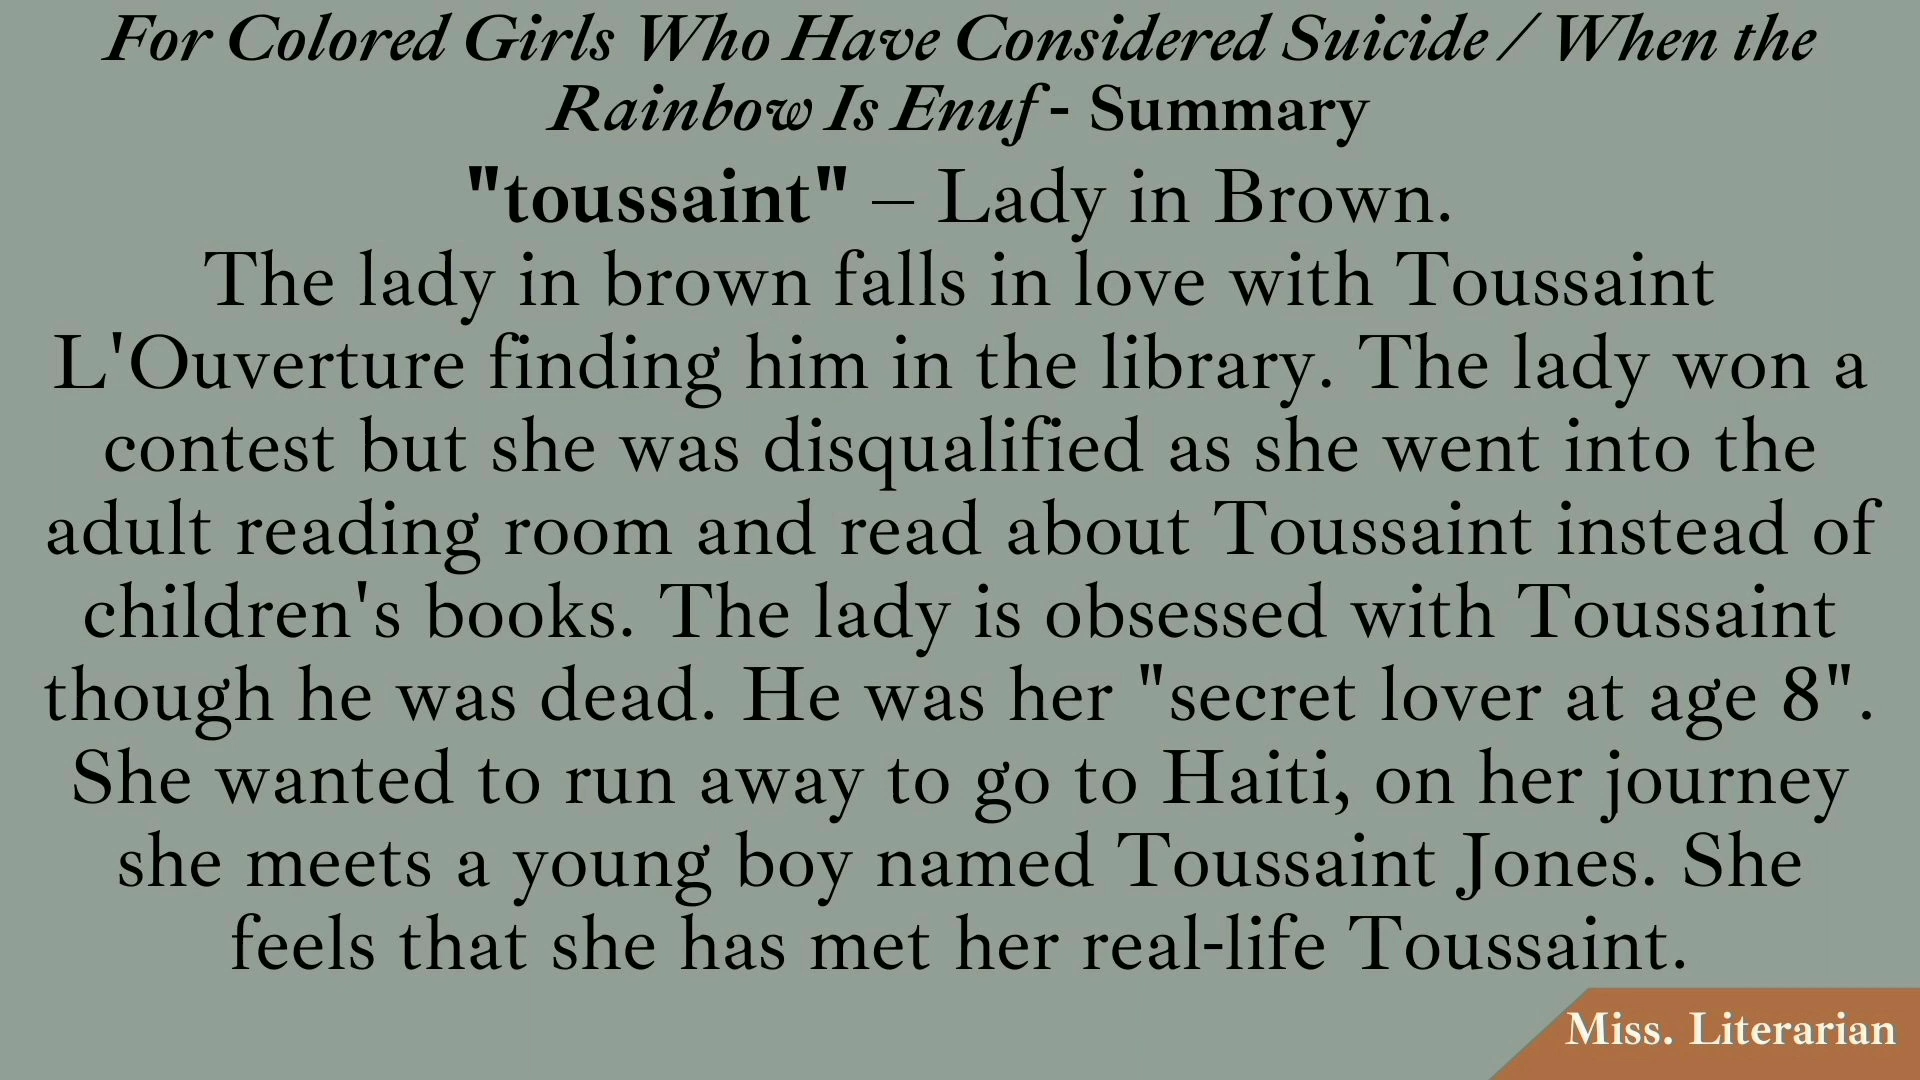 For Colored Girls Who Have Considered Suicide / When the
Rainbow Is Enuf - Summary
"toussaint" – Lady in Brown.
The lady in brown falls in love with Toussaint
L'Ouverture finding him in the library. The lady won a
contest but she was disqualified as she went into the
adult reading room and read about Toussaint instead of
children's books. The lady is obsessed with Toussaint
though he was dead. He was her "secret lover at age 8".
She wanted to run away to go to Haiti, on her journey
she meets a young boy named Toussaint Jones. She
feels that she has met her real-life Toussaint.
Miss. Literarian